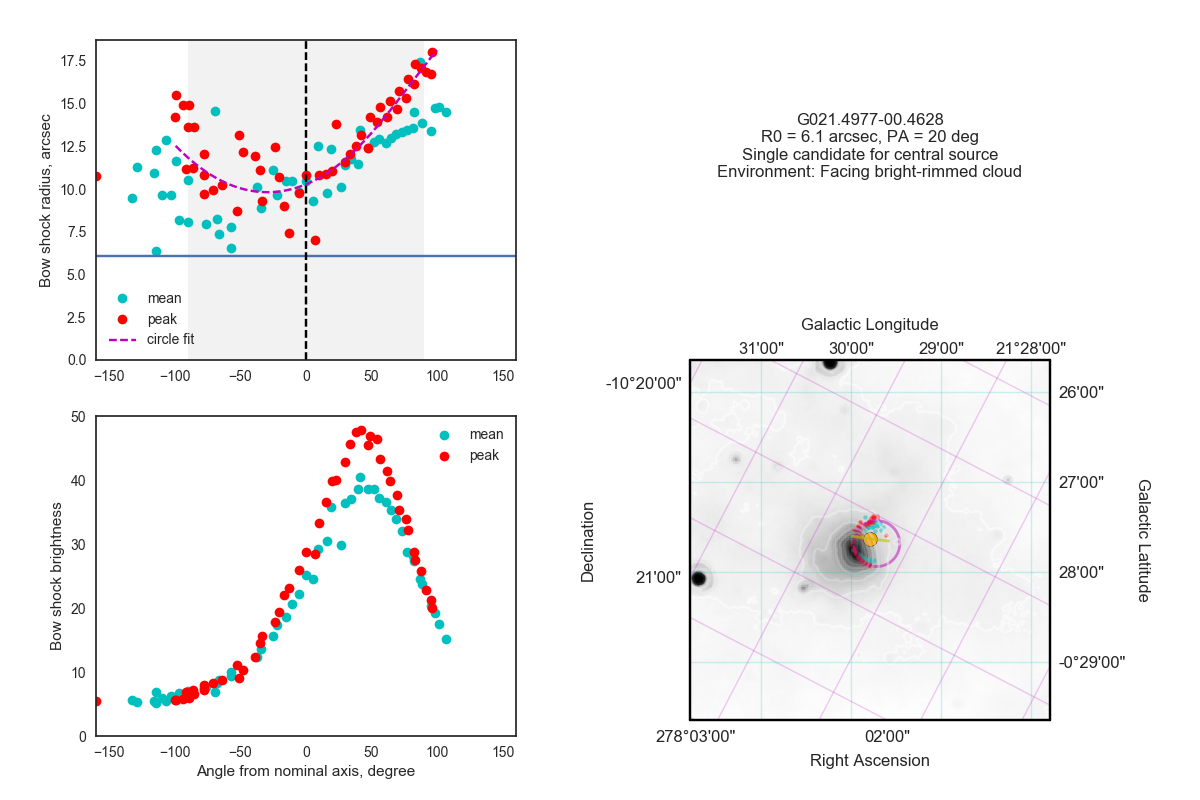 17.5
15.0
12.5
10.0
7.5
5.0
2.5
0.0
Bow shock radius, arcsec
mean
peak
circle fit
−150
−100
−50
0
50
100
150
50
40
30
20
10
0
Bow shock brightness
mean
peak
−150
−100
−50
0
50
100
150
Angle from nominal axis, degree
G021.4977-00.4628
R0 = 6.1 arcsec, PA = 20 deg
Single candidate for central source
Environment: Facing bright-rimmed cloud
Galactic Longitude
31'00"
30'00"
29'00"
21°28'00"
-10°20'00"
21'00"
Declination
26'00"
27'00"
28'00"
-0°29'00"
Galactic Latitude
278°03'00"
02'00"
Right Ascension